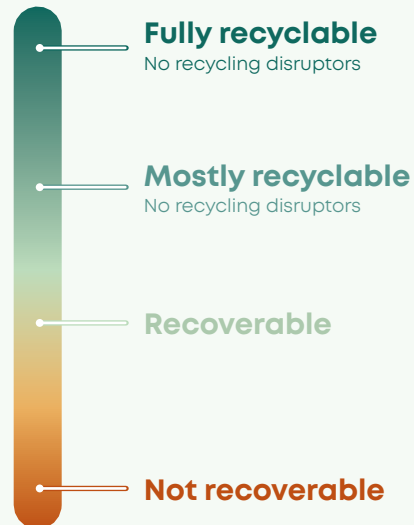 Fully recyclable
No recycling disruptors
Mostly recyclable
No recycling disruptors
Recoverable
Not recoverable